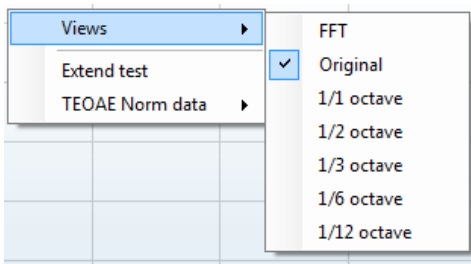 Views
Extend test
TEOAE Norm data
FFT
Original
1/1 octave
1/2 octave
1/3 octave
1/6 octave
1/12 octave